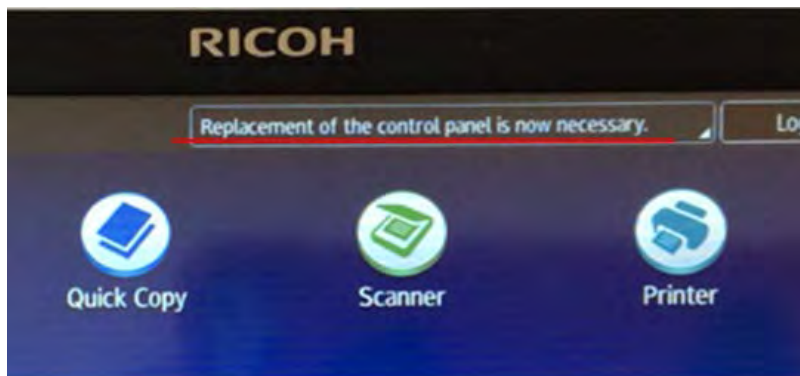 RICOH
Replacement of the control panel is now necessary.
Quick Copy
Scanner
Printer